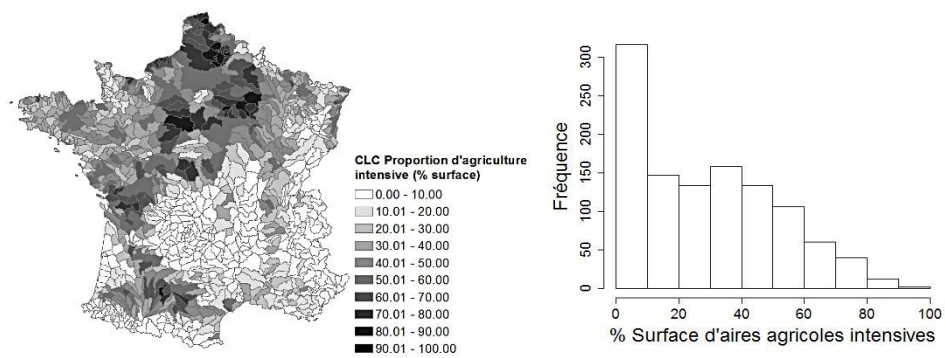 CLC Proportion d'agriculture
intensive (% surface)
0.00 - 10.00
10.01 - 20.00
20.01 - 30.00
30.01 - 40.00
40.01 - 50.00
50.01 - 60.00
60.01 - 70.00
70.01 - 80.00
80.01 - 90.00
90.01 - 100.00
Fréquence
300
250
200
150
100
50
0
0 20 40 60 80 100
% Surface d'aires agricoles intensives